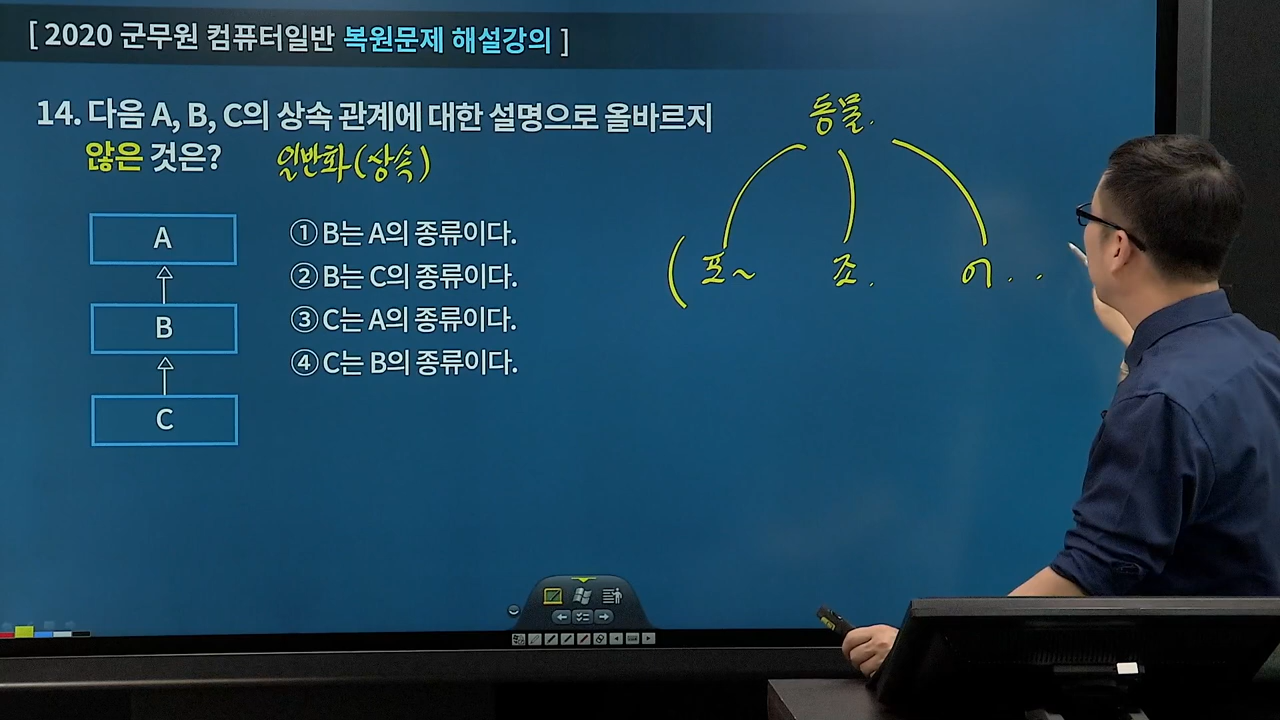 [ 2020 군무원 컴퓨터일반 복원문제 해설강의 ]
14. 다음 A, B, C의 상속 관계에 대한 설명으로 올바르지
않은 것은?
일반화(상속)
A
B
C
① B는 A의 종류이다.
② B는 C의 종류이다.
③ C는 A의 종류이다.
④ C는 B의 종류이다.
동물.
( 포~ 조. 어..